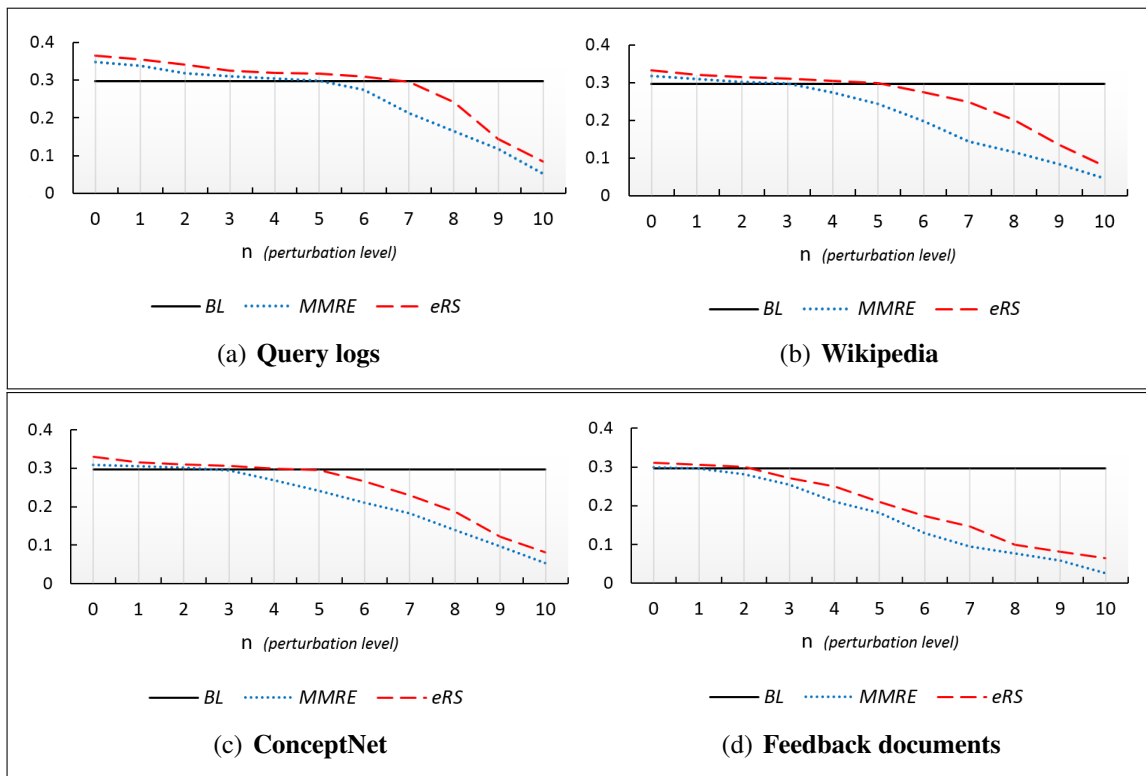 0.4
0.3
0.2
0.1
0
0 1 2 3 4 5 6 7 8 9 10
n (perturbation level)
BL MMRE eRS
(a) Query logs
0.4
0.3
0.2
0.1
0
0 1 2 3 4 5 6 7 8 9 10
n (perturbation level)
BL MMRE eRS
(b) Wikipedia
0.4
0.3
0.2
0.1
0
0 1 2 3 4 5 6 7 8 9 10
n (perturbation level)
BL MMRE eRS
(c) ConceptNet
0.4
0.3
0.2
0.1
0
0 1 2 3 4 5 6 7 8 9 10
n (perturbation level)
BL MMRE eRS
(d) Feedback documents